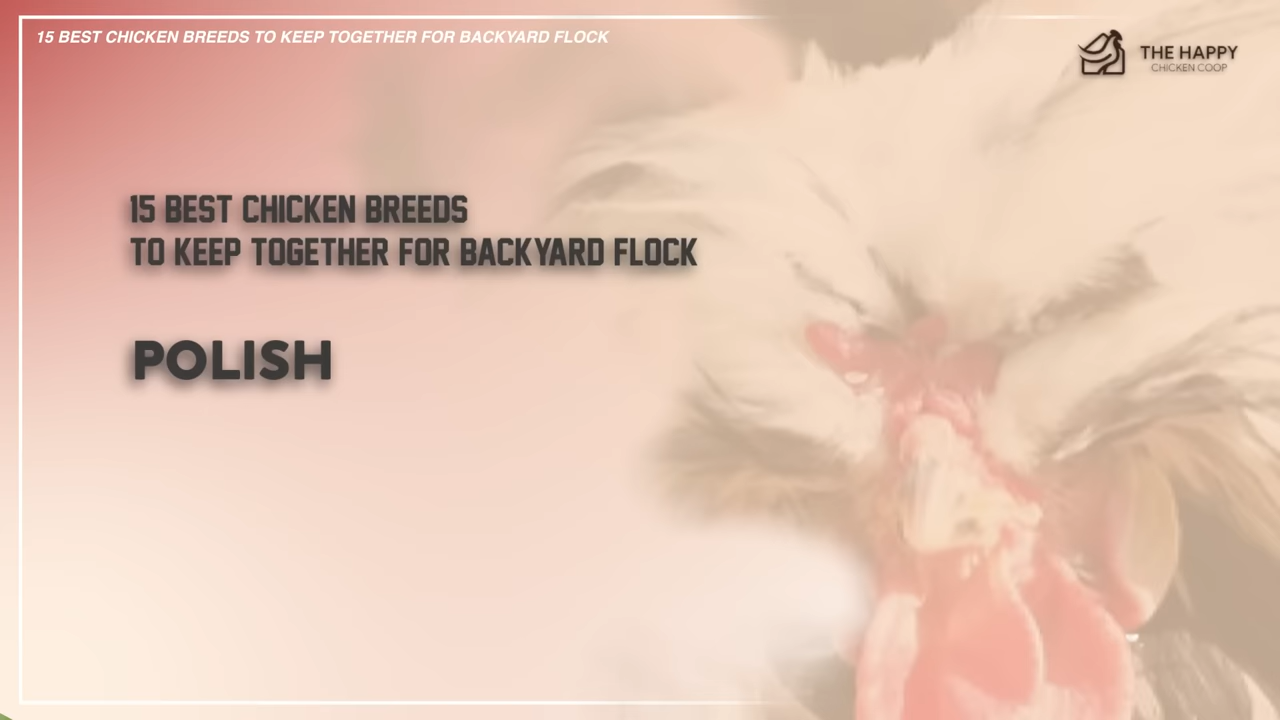 15 BEST CHICKEN BREEDS TO KEEP TOGETHER FOR BACKYARD FLOCK
THE HAPPY
CHICKEN COOP
15 BEST CHICKEN BREEDS
TO KEEP TOGETHER FOR BACKYARD FLOCK
POLISH